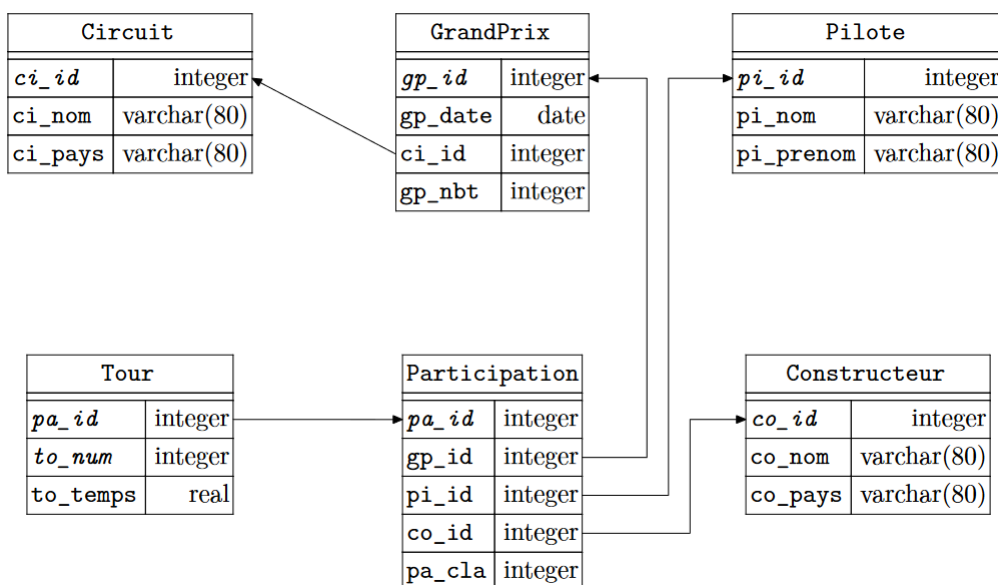 Circuit
ci_id integer
ci_nom varchar(80)
ci_pays varchar(80)
GrandPrix
gp_id integer
gp_date date
ci_id integer
gp_nbt integer
Pilote
pi_id integer
pi_nom varchar(80)
pi_prenom varchar(80)
Tour
pa_id integer
to_num integer
to_temps real
Participation
pa_id integer
gp_id integer
pi_id integer
co_id integer
pa_cla integer
Constructeur
co_id integer
co_nom varchar(80)
co_pays varchar(80)